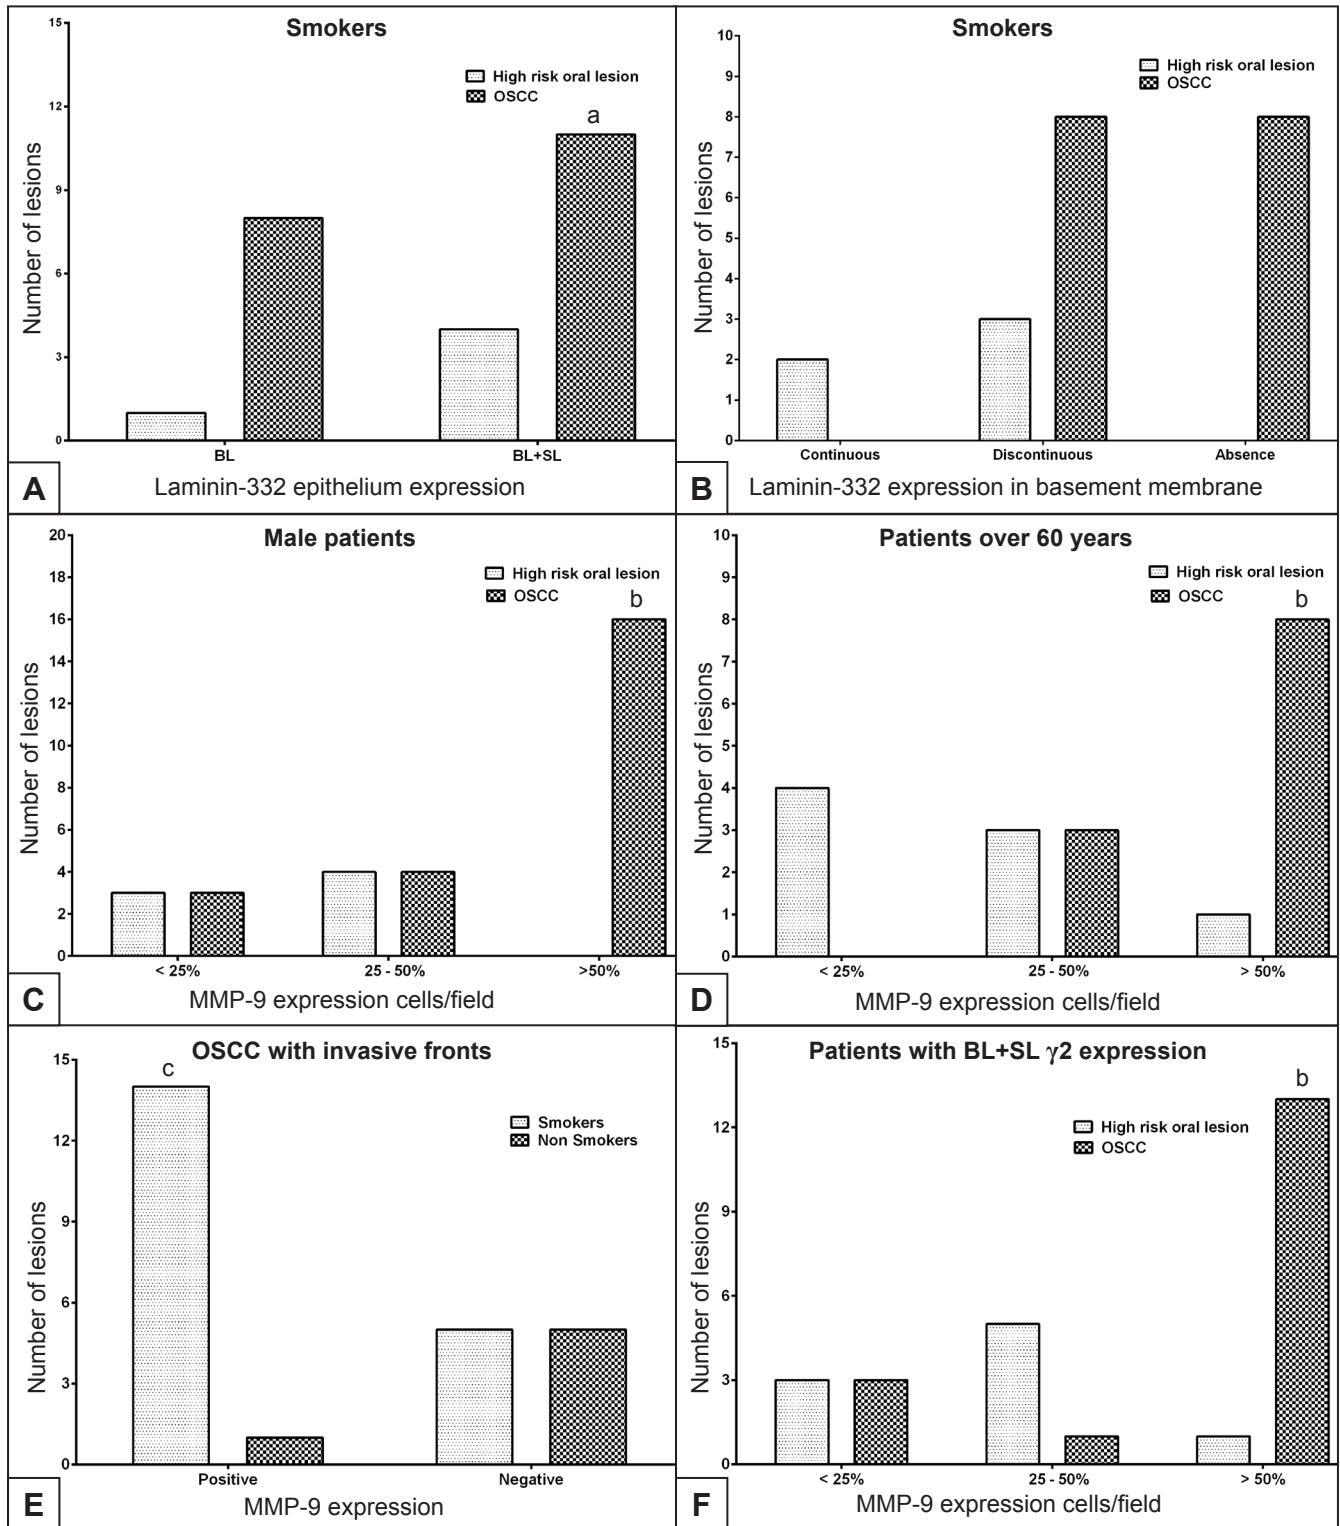 Smokers
High risk oral lesion
OSCC
a
15
12
9
6
3
0
Number of lesions
BL
BL+SL
A
Laminin-332 epithelium expression
Smokers
High risk oral lesion
OSCC
10
9
8
7
6
5
4
3
2
1
0
Number of lesions
Continuous
Discontinuous
Absence
B
Laminin-332 expression in basement membrane
Male patients
High risk oral lesion
OSCC
b
20
18
16
14
12
10
8
6
4
2
0
Number of lesions
< 25%
25 - 50%
>50%
C
MMP-9 expression cells/field
Patients over 60 years
High risk oral lesion
OSCC
b
10
9
8
7
6
5
4
3
2
1
0
Number of lesions
< 25%
25 - 50%
> 50%
D
MMP-9 expression cells/field
OSCC with invasive fronts
c
Smokers
Non Smokers
15
12
9
6
3
0
Number of lesions
Positive
Negative
E
MMP-9 expression
Patients with BL+SL γ2 expression
b
High risk oral lesion
OSCC
15
12
9
6
3
0
Number of lesions
< 25%
25 - 50%
> 50%
F
MMP-9 expression cells/field